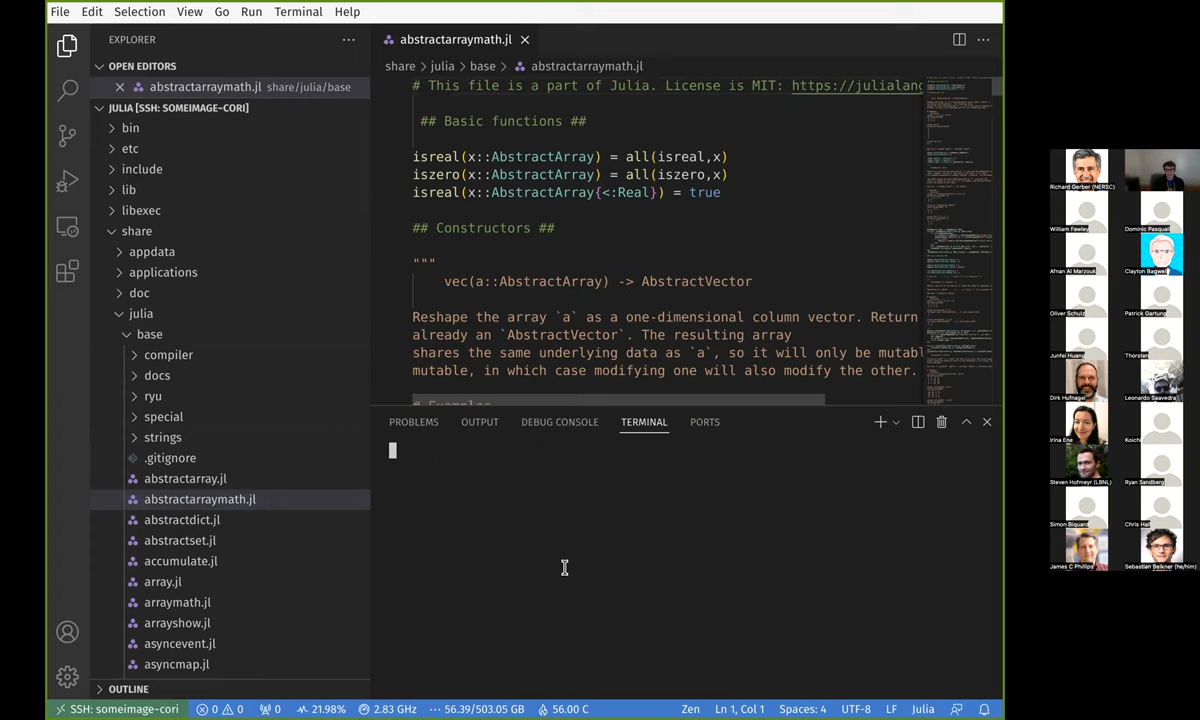 File Edit Selection View Go Run Terminal Help
EXPLORER
OPEN EDITORS
abstractarraymath.jl share/julia/base
JULIA [SSH: SOMEIMAGE-CORI]
bin
etc
include
lib
libexec
share
appdata
applications
doc
julia
base
compiler
docs
ryu
special
strings
.gitignore
abstractarray.jl
abstractarraymath.jl
abstractdict.jl
abstractset.jl
accumulate.jl
array.jl
arraymath.jl
arrayshow.jl
asyncevent.jl
asyncmap.jl
OUTLINE
abstractarraymath.jl
share > julia > base > abstractarraymath.jl
# This file is a part of Julia. License is MIT: https://julialang
## Basic functions ##
isreal(x::AbstractArray) = all(isreal,x)
iszero(x::AbstractArray) = all(iszero,x)
isreal(x::AbstractArray{<:Real}) = true
## Constructors ##
"""
vec(a::AbstractArray) -> AbstractVector
Reshape the array `a` as a one-dimensional column vector. Return
already an `AbstractVector`. The resulting array
shares the same underlying data as `a`, so it will only be mutabl
mutable, in which case modifying one will also modify the other.
# Examples
PROBLEMS OUTPUT DEBUG CONSOLE TERMINAL PORTS
SSH: someimage-cori 0 0 0 21.98% 2.83 GHz 56.39/503.05 GB 56.00 C Zen Ln 1, Col 1 Spaces: 4 UTF-8 LF Julia
Richard Gerber (NERSC)
William Fawley Dominic Pasquali
Afnan Al Marzouk Clayton Bagwell
Oliver Schulz Patrick Gartung
Junfei Huang Thorsten
Dirk Hufnagel Leonardo Saavedra
Irina Ene Koichi
Steven Hofmeyr (LBNL) Ryan Sandberg
Simon Biquard Chris Hall
James C Phillips Sebastian Belkner (he/him)